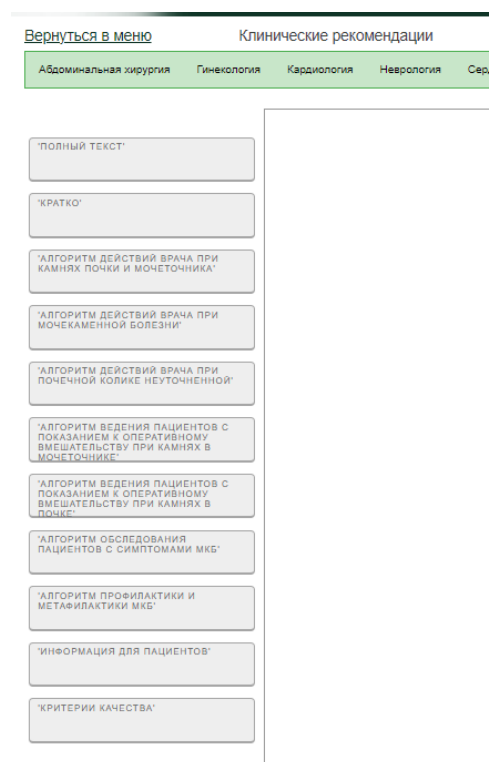 Вернуться в меню Клинические рекомендации
Абдоминальная хирургия Гинекология Кардиология Неврология
'ПОЛНЫЙ ТЕКСТ'
'КРАТКО'
'АЛГОРИТМ ДЕЙСТВИЙ ВРАЧА ПРИ
КАМНЯХ ПОЧКИ И МОЧЕТОЧНИКА'
'АЛГОРИТМ ДЕЙСТВИЙ ВРАЧА ПРИ
МОЧЕКАМЕННОЙ БОЛЕЗНИ'
'АЛГОРИТМ ДЕЙСТВИЙ ВРАЧА ПРИ
ПОЧЕЧНОЙ КОЛИКЕ НЕУТОЧНЕННОЙ'
'АЛГОРИТМ ВЕДЕНИЯ ПАЦИЕНТОВ С
ПОКАЗАНИЕМ К ОПЕРАТИВНОМУ
ВМЕШАТЕЛЬСТВУ ПРИ КАМНЯХ В
МОЧЕТОЧНИКЕ'
'АЛГОРИТМ ВЕДЕНИЯ ПАЦИЕНТОВ С
ПОКАЗАНИЕМ К ОПЕРАТИВНОМУ
ВМЕШАТЕЛЬСТВУ ПРИ КАМНЯХ В
ПОЧКЕ'
'АЛГОРИТМ ОБСЛЕДОВАНИЯ
ПАЦИЕНТОВ С СИМПТОМАМИ МКБ'
'АЛГОРИТМ ПРОФИЛАКТИКИ И
МЕТАФИЛАКТИКИ МКБ'
'ИНФОРМАЦИЯ ДЛЯ ПАЦИЕНТОВ'
'КРИТЕРИИ КАЧЕСТВА'